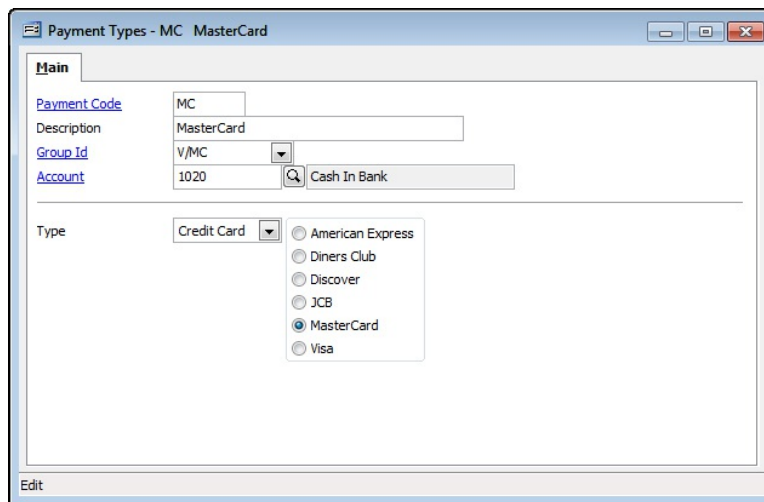 Payment Types - MC MasterCard
Main
Payment Code MC
Description MasterCard
Group Id V/MC
Account 1020 Cash In Bank
Type Credit Card
American Express
Diners Club
Discover
JCB
MasterCard
Visa
Edit